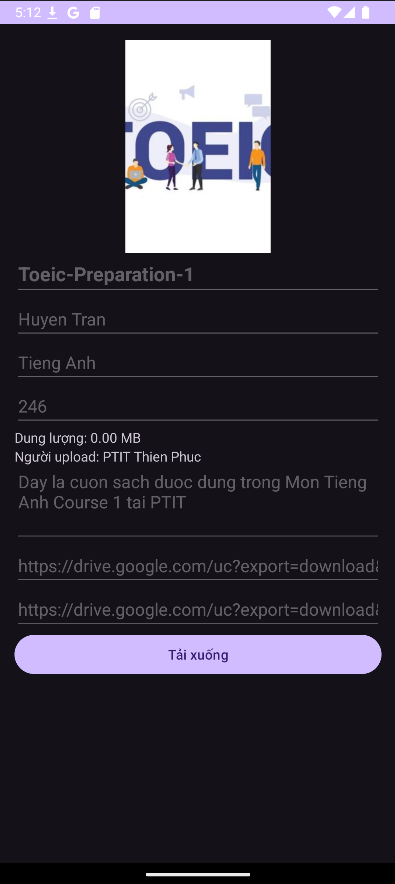 5:12
TOEIC
Toeic-Preparation-1
Huyen Tran
Tieng Anh
246
Dung lượng: 0.00 MB
Người upload: PTIT Thien Phuc
Day la cuon sach duoc dung trong Mon Tieng
Anh Course 1 tai PTIT
https://drive.google.com/uc?export=download&
https://drive.google.com/uc?export=download&
Tải xuống